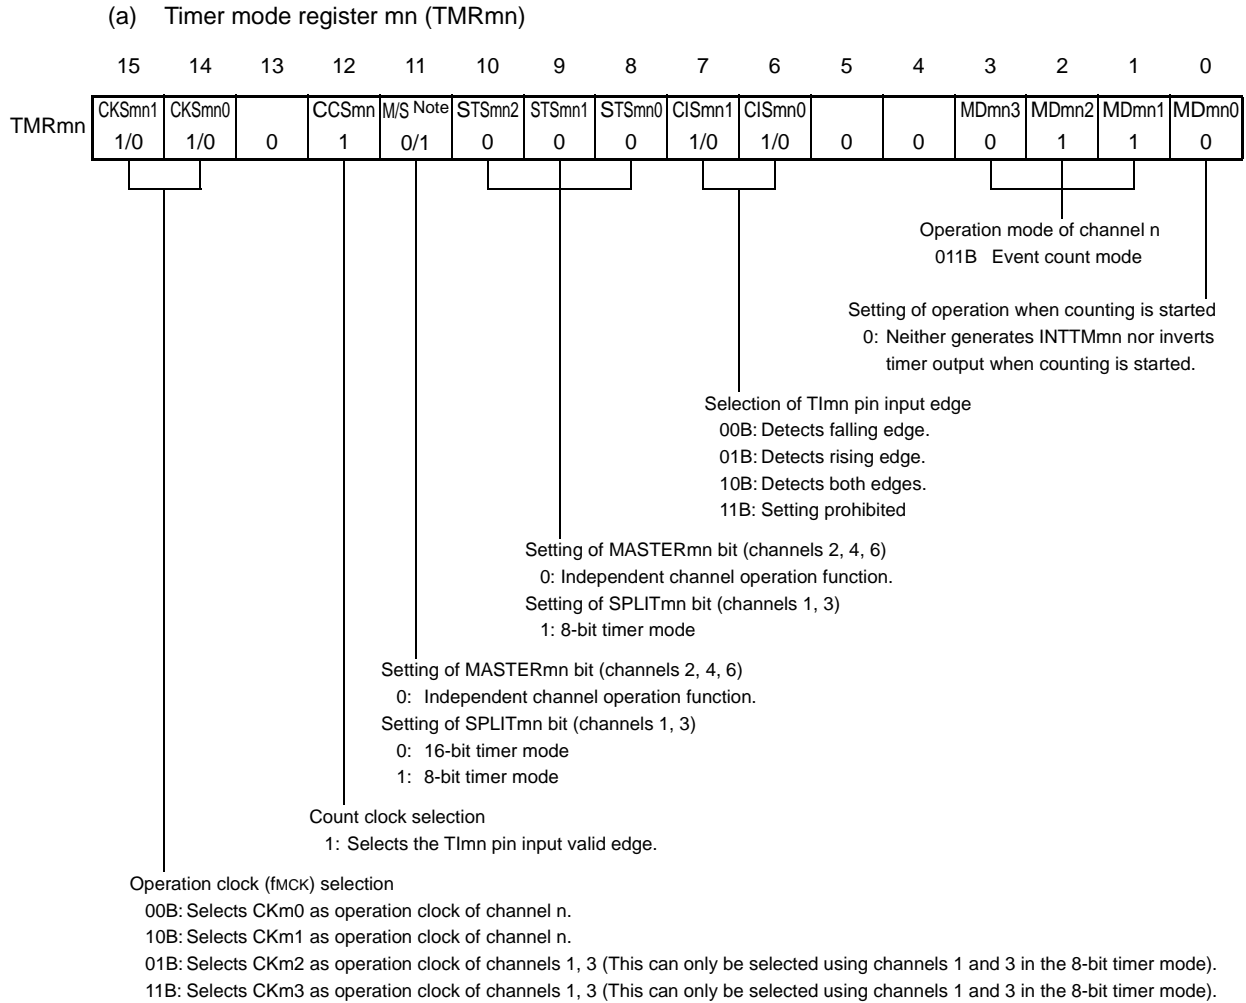 (a) Timer mode register mn (TMRmn)
15 14 13 12 11 10 9 8 7 6 5 4 3 2 1 0
TMRmn
CKSmn1 CKSmn0 CCSmn M/S Note STSmn2 STSmn1 STSmn0 CISmn1 CISmn0 MDmn3 MDmn2 MDmn1 MDmn0
1/0 1/0 0 1 0/1 0 0 0 1/0 1/0 0 0 0 1 1 0
Operation mode of channel n
011B Event count mode
Setting of operation when counting is started
0: Neither generates INTTMmn nor inverts
timer output when counting is started.
Selection of TImn pin input edge
00B: Detects falling edge.
01B: Detects rising edge.
10B: Detects both edges.
11B: Setting prohibited
Setting of MASTERmn bit (channels 2, 4, 6)
0: Independent channel operation function.
Setting of SPLITmn bit (channels 1, 3)
1: 8-bit timer mode
Setting of MASTERmn bit (channels 2, 4, 6)
0: Independent channel operation function.
Setting of SPLITmn bit (channels 1, 3)
0: 16-bit timer mode
1: 8-bit timer mode
Count clock selection
1: Selects the TImn pin input valid edge.
Operation clock (fMCK) selection
00B: Selects CKm0 as operation clock of channel n.
10B: Selects CKm1 as operation clock of channel n.
01B: Selects CKm2 as operation clock of channels 1, 3 (This can only be selected using channels 1 and 3 in the 8-bit timer mode).
11B: Selects CKm3 as operation clock of channels 1, 3 (This can only be selected using channels 1 and 3 in the 8-bit timer mode).